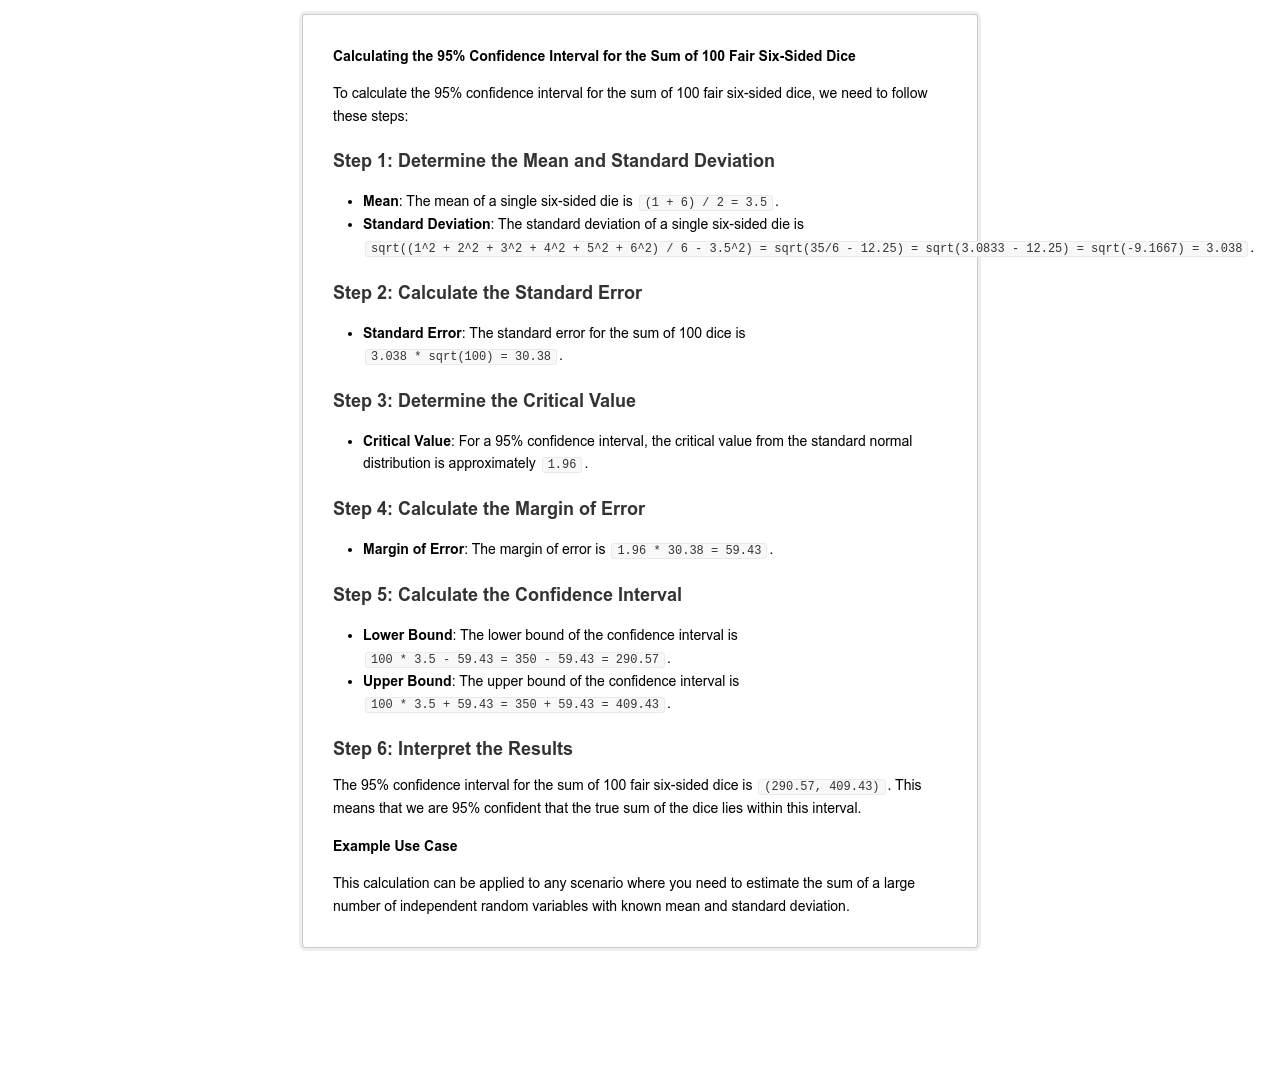 Calculating the 95% Confidence Interval for the Sum of 100 Fair Six-Sided Dice
To calculate the 95% confidence interval for the sum of 100 fair six-sided dice, we need to follow
these steps:
Step 1: Determine the Mean and Standard Deviation
• Mean: The mean of a single six-sided die is (1 + 6) / 2 = 3.5.
• Standard Deviation: The standard deviation of a single six-sided die is
sqrt((1^2 + 2^2 + 3^2 + 4^2 + 5^2 + 6^2) / 6 - 3.5^2) = sqrt(35/6 - 12.25) = sqrt(3.0833 - 12.25) = sqrt(-9.1667) = 3.038.
Step 2: Calculate the Standard Error
• Standard Error: The standard error for the sum of 100 dice is
3.038 * sqrt(100) = 30.38.
Step 3: Determine the Critical Value
• Critical Value: For a 95% confidence interval, the critical value from the standard normal
distribution is approximately 1.96.
Step 4: Calculate the Margin of Error
• Margin of Error: The margin of error is 1.96 * 30.38 = 59.43.
Step 5: Calculate the Confidence Interval
• Lower Bound: The lower bound of the confidence interval is
100 * 3.5 - 59.43 = 350 - 59.43 = 290.57.
• Upper Bound: The upper bound of the confidence interval is
100 * 3.5 + 59.43 = 350 + 59.43 = 409.43.
Step 6: Interpret the Results
The 95% confidence interval for the sum of 100 fair six-sided dice is (290.57, 409.43). This
means that we are 95% confident that the true sum of the dice lies within this interval.
Example Use Case
This calculation can be applied to any scenario where you need to estimate the sum of a large
number of independent random variables with known mean and standard deviation.